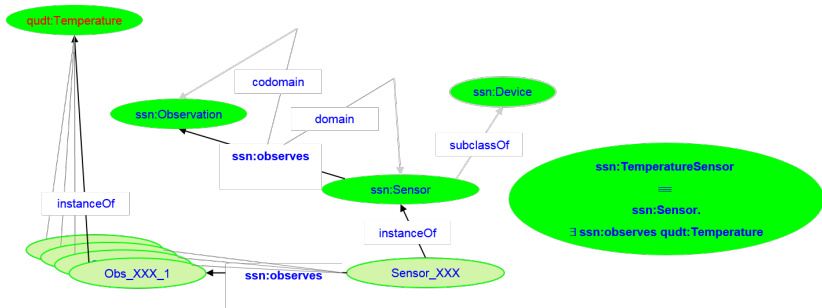 qudt:Temperature
codomain
ssn:Device
ssn:Observation
domain
subclassOf
ssn:observes
ssn:TemperatureSensor
≡
ssn:Sensor
ssn:Sensor.
instanceOf
instanceOf
∃ ssn:observes qudt:Temperature
Obs_XXX_1
ssn:observes
Sensor_XXX